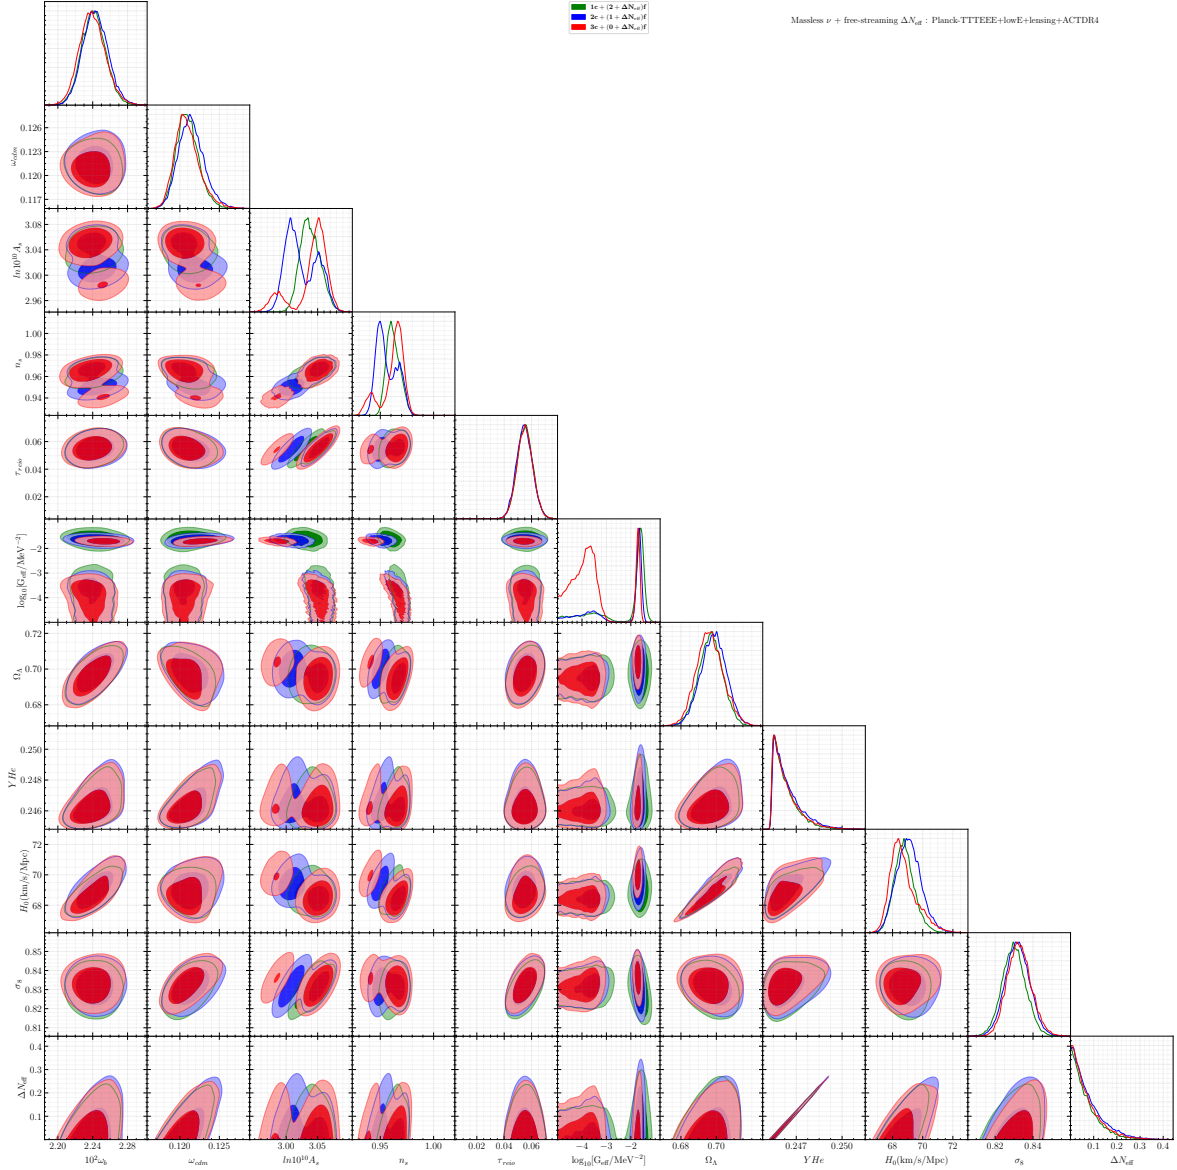 1c + (2 + ΔN_eff)f
2c + (1 + ΔN_eff)f
3c + (0 + ΔN_eff)f
Massless ν + free-streaming ΔN_eff : Planck-TTTEEE+lowE+lensing+ACTDR4
0.126
0.123
0.120
0.117
ω_cdm
3.08
3.04
3.00
2.96
ln10^10 A_s
1.00
0.98
0.96
0.94
n_s
0.06
0.04
0.02
τ_reio
−2
−3
−4
log_10[G_eff/MeV^−2]
0.72
0.70
0.68
Ω_Λ
0.250
0.248
0.246
YHe
72
70
68
H_0(km/s/Mpc)
0.85
0.84
0.83
0.82
0.81
σ_8
0.4
0.3
0.2
0.1
ΔN_eff
2.20 2.24 2.28 0.120 0.125 3.00 3.05 0.95 1.00 0.02 0.04 0.06 −4 −3 −2 0.68 0.70 0.247 0.250 68 70 72 0.82 0.84 0.1 0.2 0.3 0.4
10^2 ω_b ω_cdm ln10^10 A_s n_s τ_reio log_10[G_eff/MeV^−2] Ω_Λ YHe H_0(km/s/Mpc) σ_8 ΔN_eff